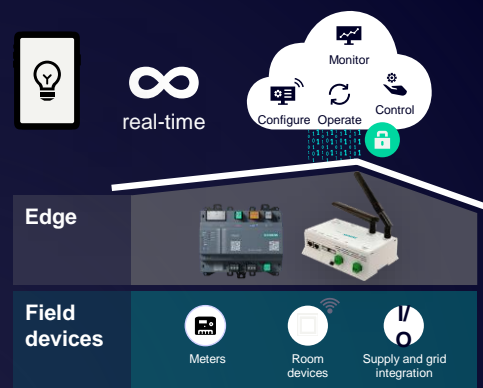 Monitor
Configure
Operate
Control
real-time
Edge
Field
devices
I/
O
Meters
Room
devices
Supply and grid
integration